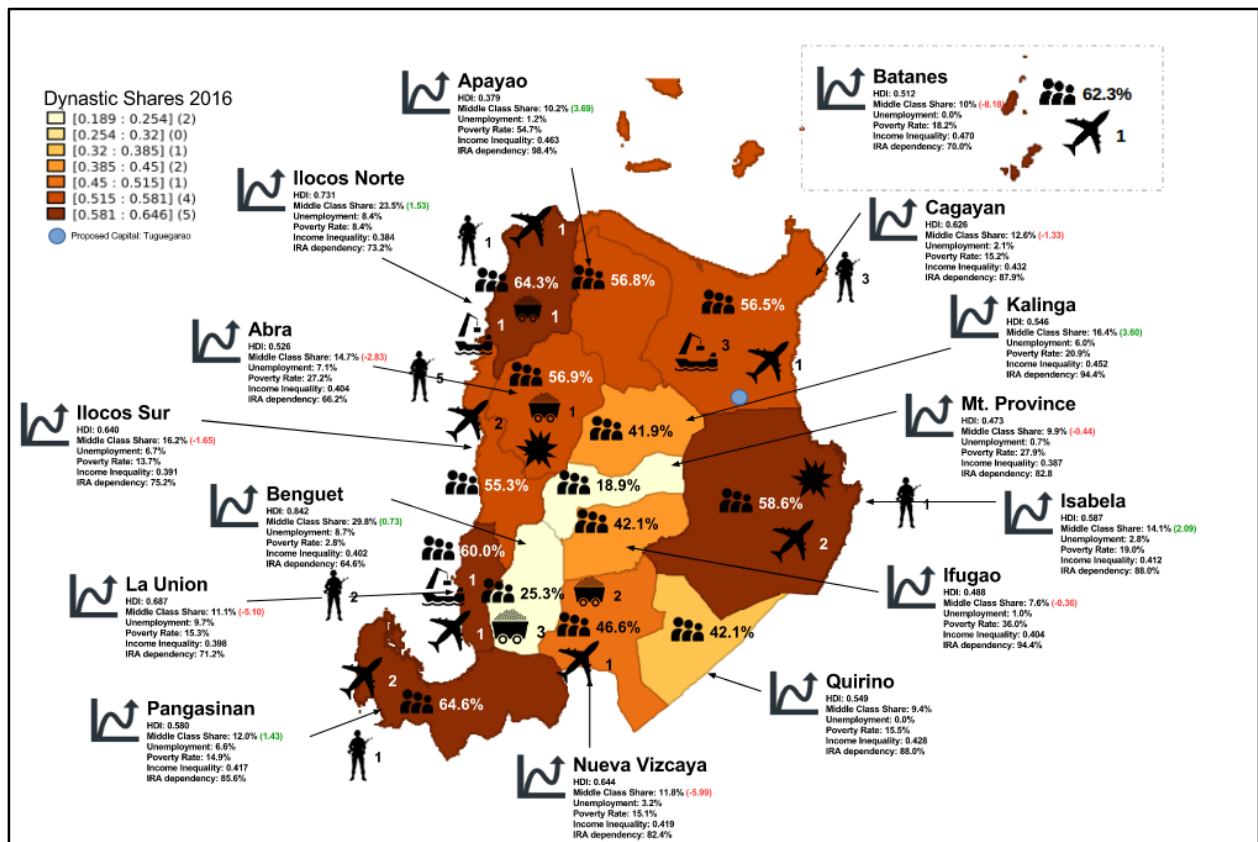 Dynastic Shares 2016
[0.189 : 0.254] (2)
[0.254 : 0.32] (0)
[0.32 : 0.385] (1)
[0.385 : 0.45] (2)
[0.45 : 0.515] (1)
[0.515 : 0.581] (4)
[0.581 : 0.646] (5)
Proposed Capital: Tuguegarao
Apayao
HDI: 0.379
Middle Class Share: 10.2% (3.69)
Unemployment: 1.2%
Poverty Rate: 54.7%
Income Inequality: 0.463
IRA dependency: 98.4%
Batanes
HDI: 0.512
Middle Class Share: 10% (-8.18)
Unemployment: 0.0%
Poverty Rate: 18.2%
Income Inequality: 0.470
IRA dependency: 70.0%
62.3%
1
Ilocos Norte
HDI: 0.731
Middle Class Share: 23.5% (1.53)
Unemployment: 8.4%
Poverty Rate: 8.4%
Income Inequality: 0.384
IRA dependency: 73.2%
1
1
64.3%
1
1
56.8%
56.5%
3
1
Cagayan
HDI: 0.626
Middle Class Share: 12.6% (-1.33)
Unemployment: 2.1%
Poverty Rate: 15.2%
Income Inequality: 0.432
IRA dependency: 87.9%
3
Kalinga
HDI: 0.546
Middle Class Share: 16.4% (3.60)
Unemployment: 6.0%
Poverty Rate: 20.9%
Income Inequality: 0.452
IRA dependency: 94.4%
Abra
HDI: 0.526
Middle Class Share: 14.7% (-2.83)
Unemployment: 7.1%
Poverty Rate: 27.2%
Income Inequality: 0.404
IRA dependency: 66.2%
5
56.9%
1
2
41.9%
Mt. Province
HDI: 0.473
Middle Class Share: 9.9% (-0.44)
Unemployment: 0.7%
Poverty Rate: 27.9%
Income Inequality: 0.387
IRA dependency: 82.8
Ilocos Sur
HDI: 0.640
Middle Class Share: 16.2% (-1.65)
Unemployment: 6.7%
Poverty Rate: 13.7%
Income Inequality: 0.391
IRA dependency: 75.2%
55.3%
18.9%
58.6%
2
1
Isabela
HDI: 0.587
Middle Class Share: 14.1% (2.09)
Unemployment: 2.8%
Poverty Rate: 19.0%
Income Inequality: 0.412
IRA dependency: 88.0%
Benguet
HDI: 0.842
Middle Class Share: 29.8% (0.73)
Unemployment: 8.7%
Poverty Rate: 2.8%
Income Inequality: 0.402
IRA dependency: 64.6%
42.1%
60.0%
1
2
1
25.3%
3
2
46.6%
1
42.1%
Ifugao
HDI: 0.488
Middle Class Share: 7.6% (-0.36)
Unemployment: 1.0%
Poverty Rate: 36.0%
Income Inequality: 0.404
IRA dependency: 94.4%
La Union
HDI: 0.687
Middle Class Share: 11.1% (-5.10)
Unemployment: 9.7%
Poverty Rate: 15.3%
Income Inequality: 0.398
IRA dependency: 71.2%
Quirino
HDI: 0.549
Middle Class Share: 9.4%
Unemployment: 0.0%
Poverty Rate: 15.5%
Income Inequality: 0.428
IRA dependency: 88.0%
Pangasinan
HDI: 0.580
Middle Class Share: 12.0% (1.43)
Unemployment: 6.6%
Poverty Rate: 14.9%
Income Inequality: 0.417
IRA dependency: 85.6%
2
64.6%
1
Nueva Vizcaya
HDI: 0.644
Middle Class Share: 11.8% (-5.99)
Unemployment: 3.2%
Poverty Rate: 15.1%
Income Inequality: 0.419
IRA dependency: 82.4%